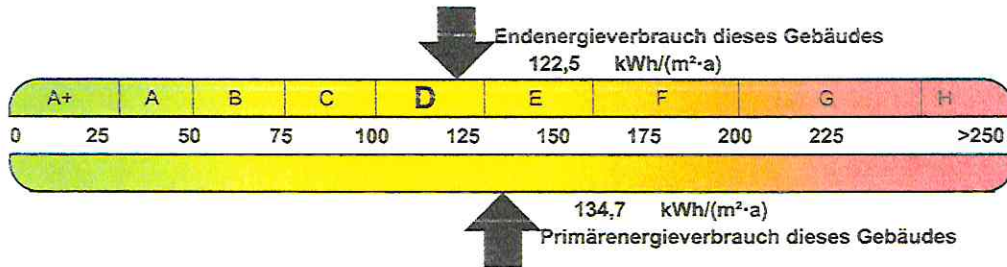 Endenergieverbrauch dieses Gebäudes
122,5 kWh/(m²·a)
A+ A B C D E F G H
0 25 50 75 100 125 150 175 200 225 >250
134,7 kWh/(m²·a)
Primärenergieverbrauch dieses Gebäudes